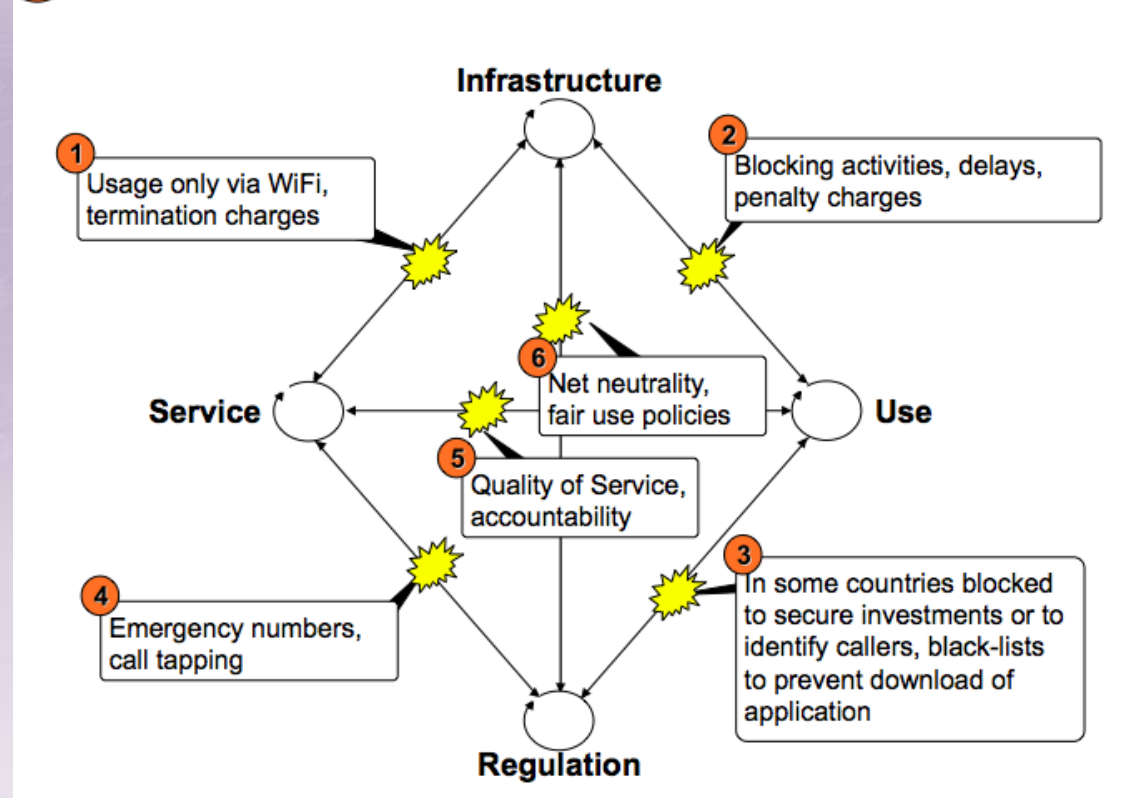 Infrastructure
1
Usage only via WiFi,
termination charges
2
Blocking activities, delays,
penalty charges
6
Net neutrality,
fair use policies
Service
Use
5
Quality of Service,
accountability
4
Emergency numbers,
call tapping
3
In some countries blocked
to secure investments or to
identify callers, black-lists
to prevent download of
application
Regulation